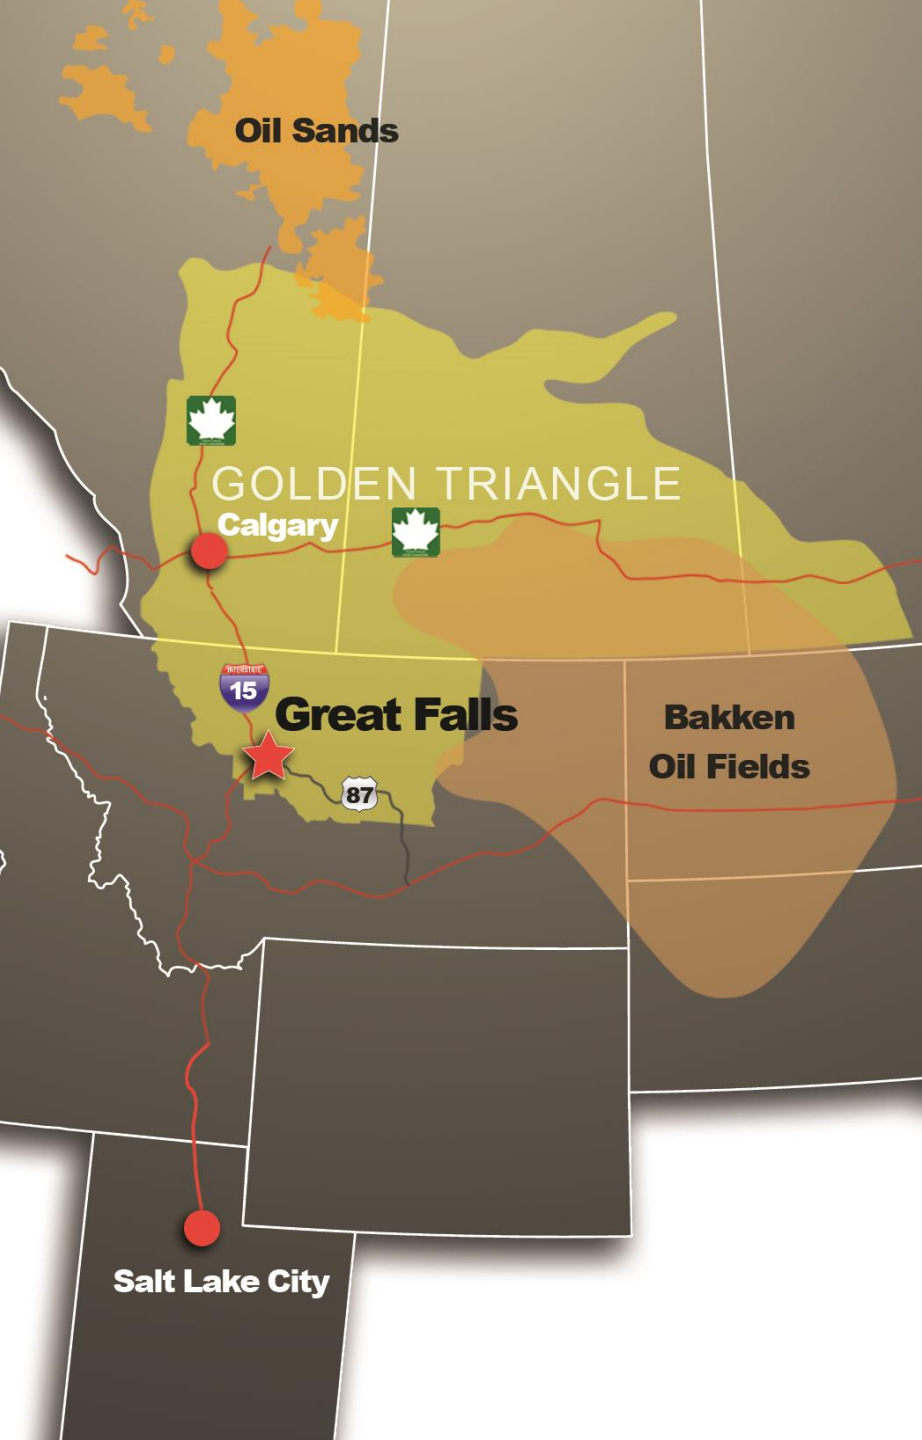 Oil Sands
GOLDEN TRIANGLE
Calgary
INTERSTATE
15
Great Falls
Bakken
Oil Fields
87
Salt Lake City